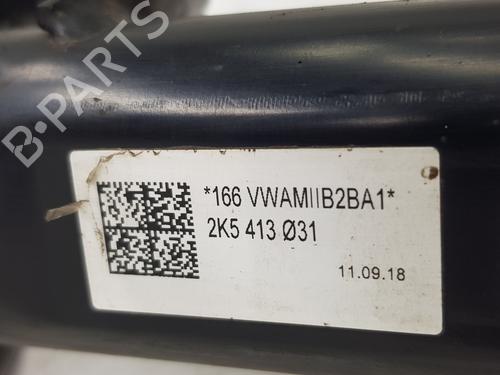 B-PARTS
*166 VWAMIIB2BA1*
2K5 413 Ø31
11.09.18